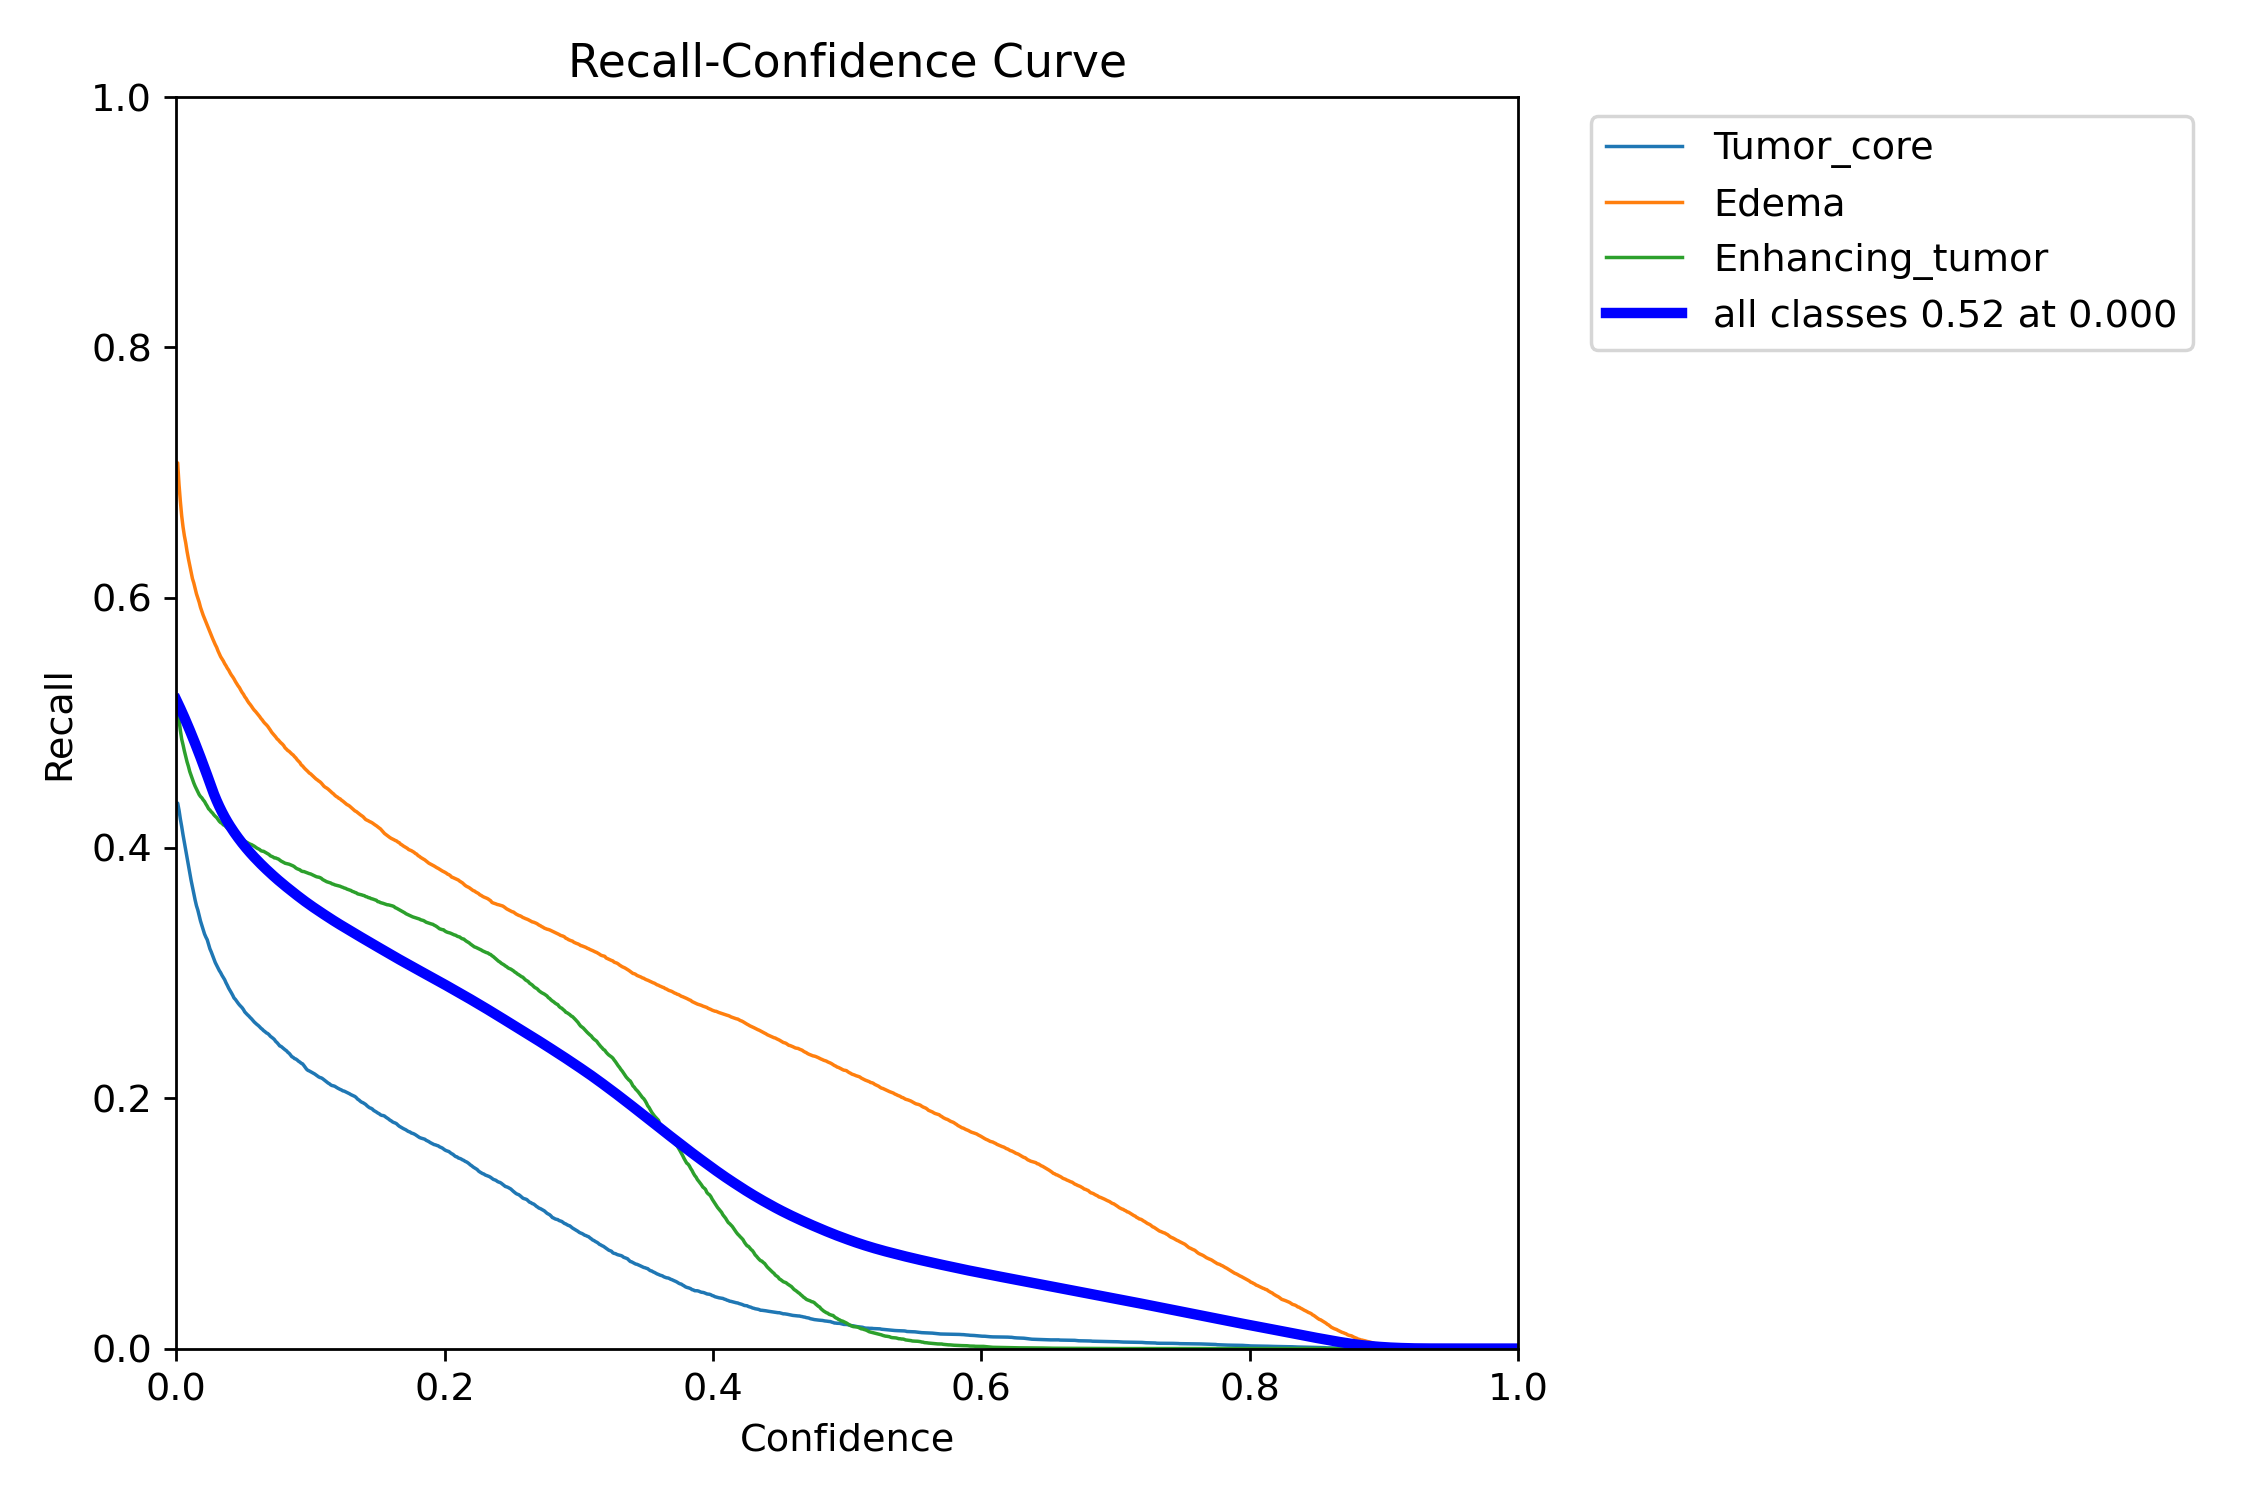 Recall-Confidence Curve
1.0
0.8
0.6
0.4
0.2
0.0
Recall
0.0 0.2 0.4 0.6 0.8 1.0
Confidence
Tumor_core
Edema
Enhancing_tumor
all classes 0.52 at 0.000